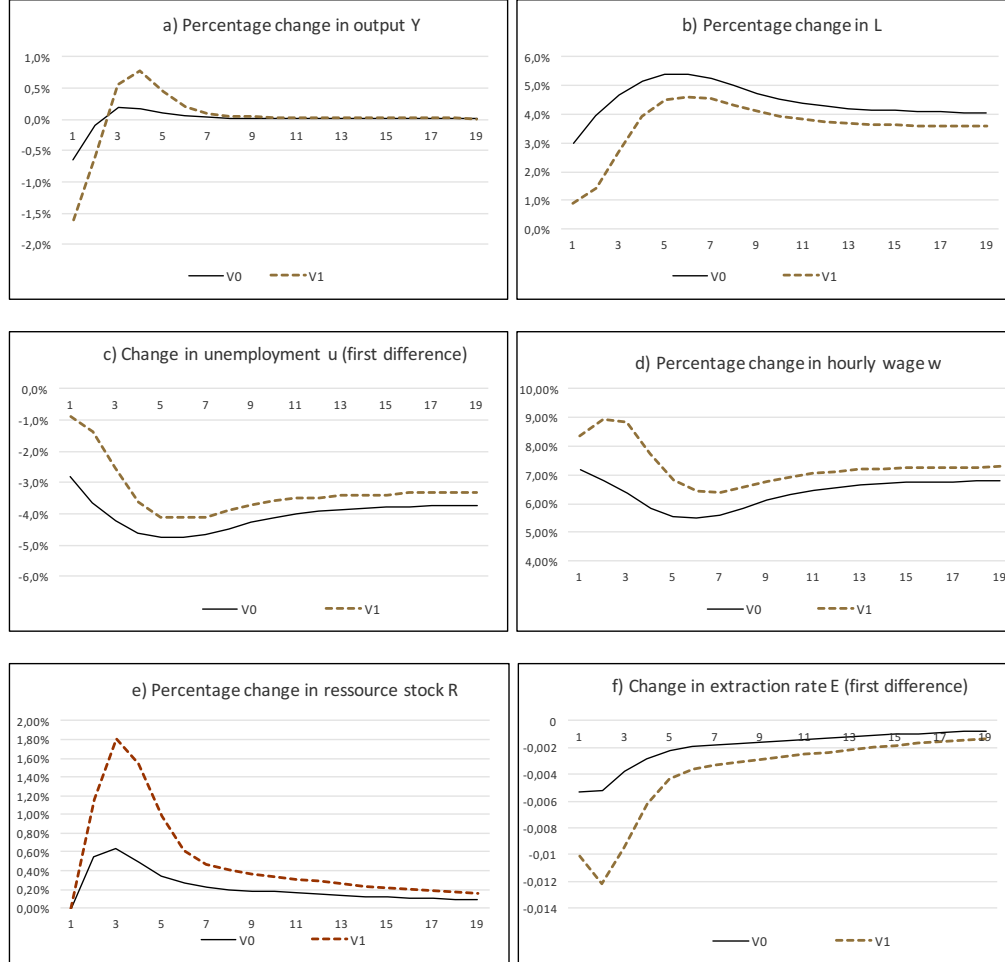 a) Percentage change in output Y
1,0%
0,5%
0,0%
-0,5%
-1,0%
-1,5%
-2,0%
1 3 5 7 9 11 13 15 17 19
V0 V1
b) Percentage change in L
6,0%
5,0%
4,0%
3,0%
2,0%
1,0%
0,0%
1 3 5 7 9 11 13 15 17 19
V0 V1
c) Change in unemployment u (first difference)
0,0%
-1,0%
-2,0%
-3,0%
-4,0%
-5,0%
-6,0%
1 3 5 7 9 11 13 15 17 19
V0 V1
d) Percentage change in hourly wage w
10,00%
9,00%
8,00%
7,00%
6,00%
5,00%
4,00%
1 3 5 7 9 11 13 15 17 19
V0 V1
e) Percentage change in ressource stock R
2,00%
1,80%
1,60%
1,40%
1,20%
1,00%
0,80%
0,60%
0,40%
0,20%
0,00%
1 3 5 7 9 11 13 15 17 19
V0 V1
f) Change in extraction rate E (first difference)
0
-0,002
-0,004
-0,006
-0,008
-0,01
-0,012
-0,014
1 3 5 7 9 11 13 15 17 19
V0 V1